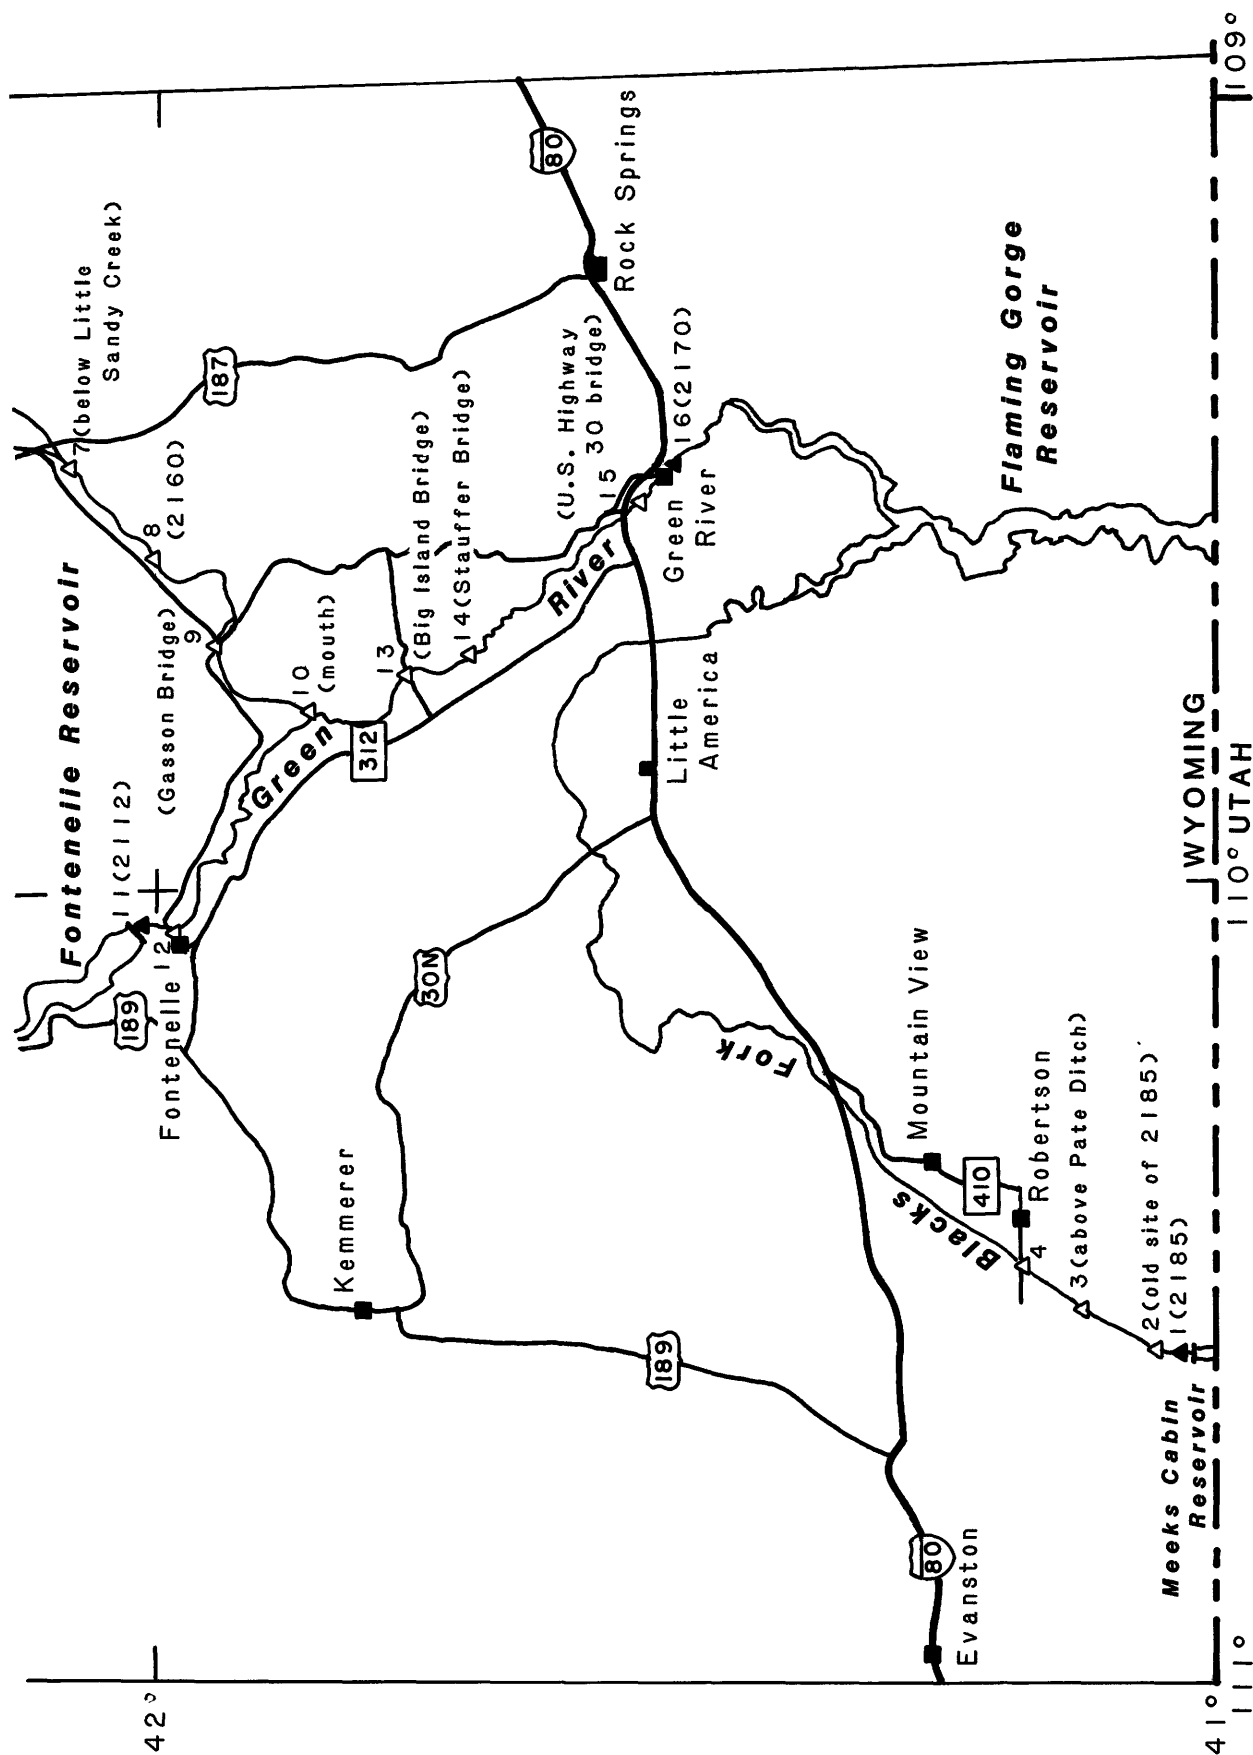 Fontenelle Reservoir
7(below Little
Sandy Creek)
8
(2160)
187
9
(Gasson Bridge)
11(2112)
12
189
Fontenelle
42°
10
(mouth)
Green
River
312
13
(Big Island Bridge)
14(Stauffer Bridge)
(U.S. Highway
30 bridge)
15
80
Rock Springs
16(2170)
Green
River
Little
America
30N
Kemmerer
189
Flaming Gorge
Reservoir
Fork
Blacks
Mountain View
410
Robertson
4
3(above Pate Ditch)
2(old site of 2185)
1(2185)
Meeks Cabin
Reservoir
80
Evanston
WYOMING
UTAH
41°
111°
110°
109°